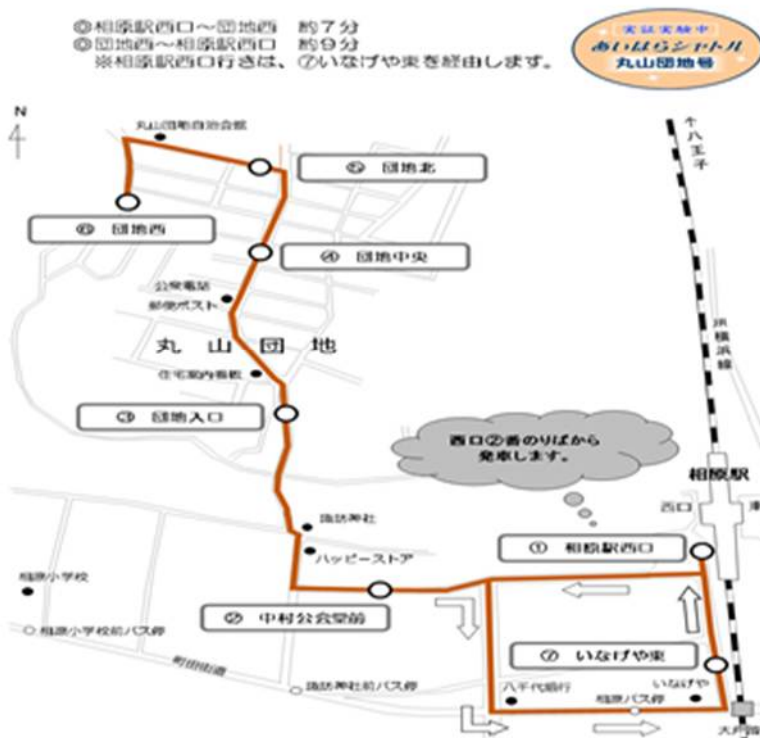 ◎相原駅西口～団地西 約7分
◎団地西～相原駅西口 約9分
※相原駅西口行きは、⑦いなげや東を経由します。
実証実験中
あいはらシャトル
丸山団地号
N
丸山団地自治会館
⑤ 団地北
⑥ 団地西
④ 団地中央
公衆電話
郵便ポスト
丸山団地
住宅案内看板
③ 団地入口
至八王子
JR横浜線
西口②番のりばから
発車します。
相原駅
西口
東
① 相原駅西口
諏訪神社
ハッピーストア
② 中村公会堂前
相原小学校
相原小学校前バス停
町田街道
諏訪神社前バス停
⑦ いなげや東
八千代銀行
いなげや
相原バス停